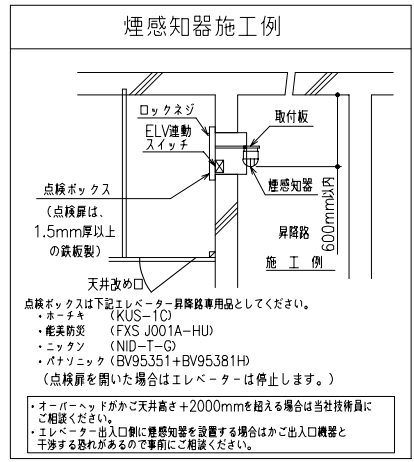 煙感知器施工例
ロックネジ
ELV連動
スイッチ
取付板
点検ボックス
(点検扉は、
1.5mm厚以上
の鉄板製)
煙感知器
昇降路
600mm以内
施工例
天井改め口
点検ボックスは下記エレベーター昇降路専用品としてください。
・ホーチキ (KUS-1C)
・能美防災 (FXS J001A-HU)
・ニッタン (NID-T-G)
・パナソニック (BV95351+BV95381H)
(点検扉を開いた場合はエレベーターは停止します。)
・オーバーヘッドがかご天井高さ+2000mmを超える場合は当社技術員に
ご相談ください。
・エレベーター出入口側に煙感知器を設置する場合はかご出入口機器と
干渉する恐れがあるので事前にご相談ください。